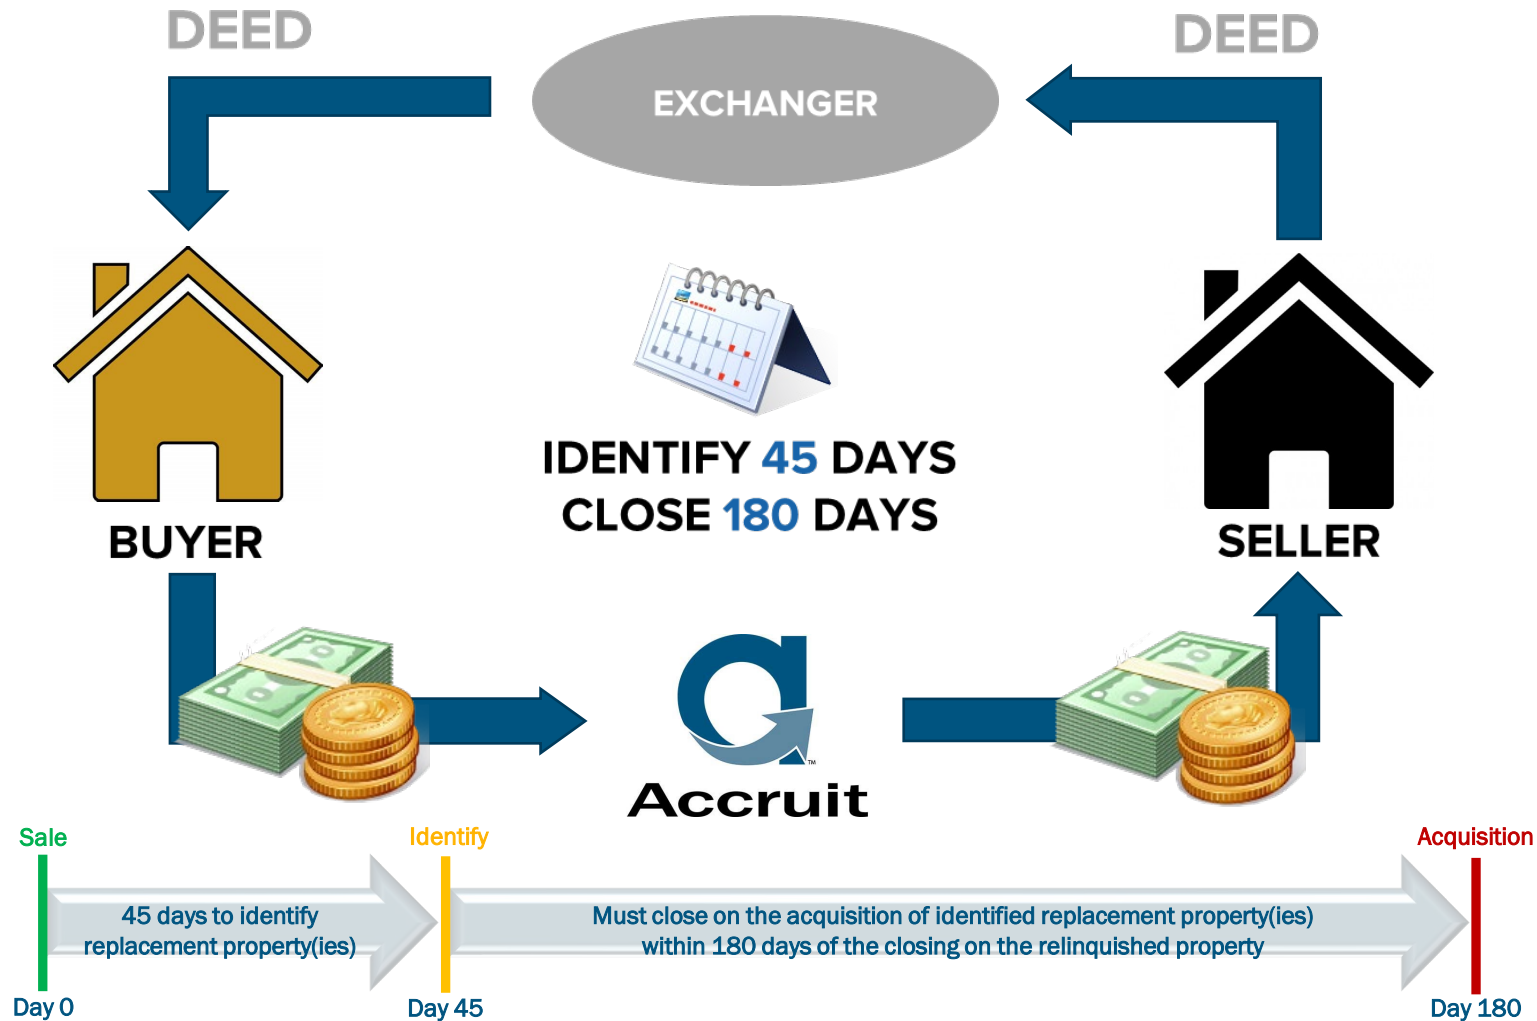 DEED
DEED
EXCHANGER
IDENTIFY 45 DAYS
CLOSE 180 DAYS
BUYER
SELLER
TM
Accruit
Sale
Identify
Acquisition
45 days to identify
replacement property(ies)
Must close on the acquisition of identified replacement property(ies)
within 180 days of the closing on the relinquished property
Day 0
Day 45
Day 180